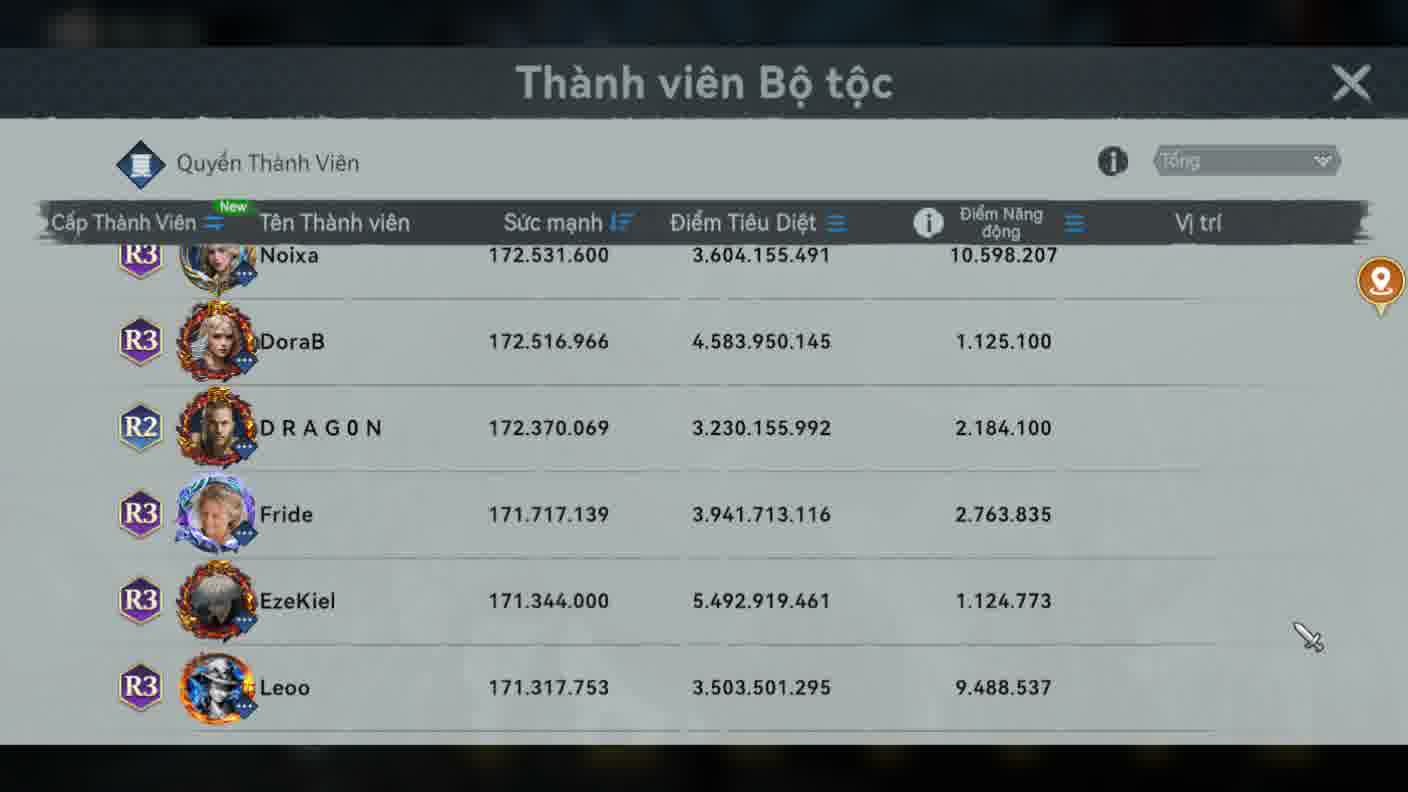 Thành viên Bộ tộc
Quyển Thành Viên
Tổng
New
Cấp Thành Viên Tên Thành viên Sức mạnh Điểm Tiêu Diệt Điểm Năng động Vị trí
R3 Noixa 172.531.600 3.604.155.491 10.598.207
R3 DoraB 172.516.966 4.583.950.145 1.125.100
R2 D R A G 0 N 172.370.069 3.230.155.992 2.184.100
R3 Fride 171.717.139 3.941.713.116 2.763.835
R3 EzeKiel 171.344.000 5.492.919.461 1.124.773
R3 Leoo 171.317.753 3.503.501.295 9.488.537